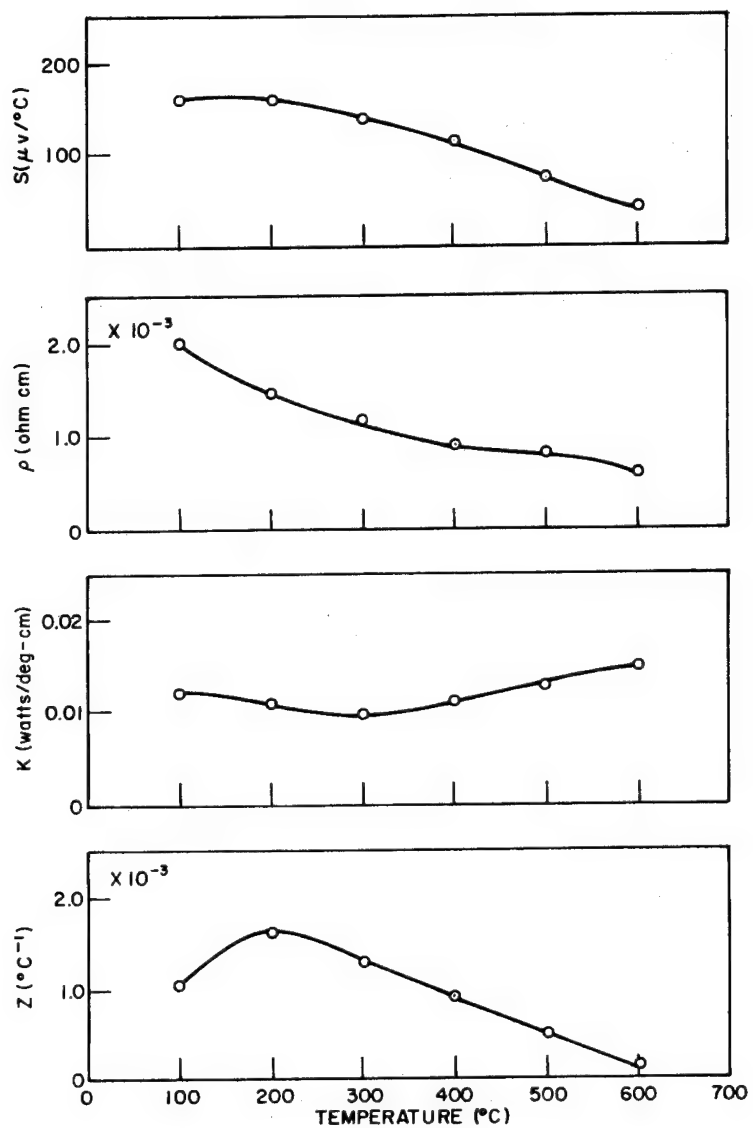 200
100
S(μv/°C)
X 10⁻³
2.0
1.0
0
ρ (ohm cm)
0.02
0.01
0
K (watts/deg-cm)
X 10⁻³
2.0
1.0
0
Z (°C⁻¹)
0 100 200 300 400 500 600 700
TEMPERATURE (°C)